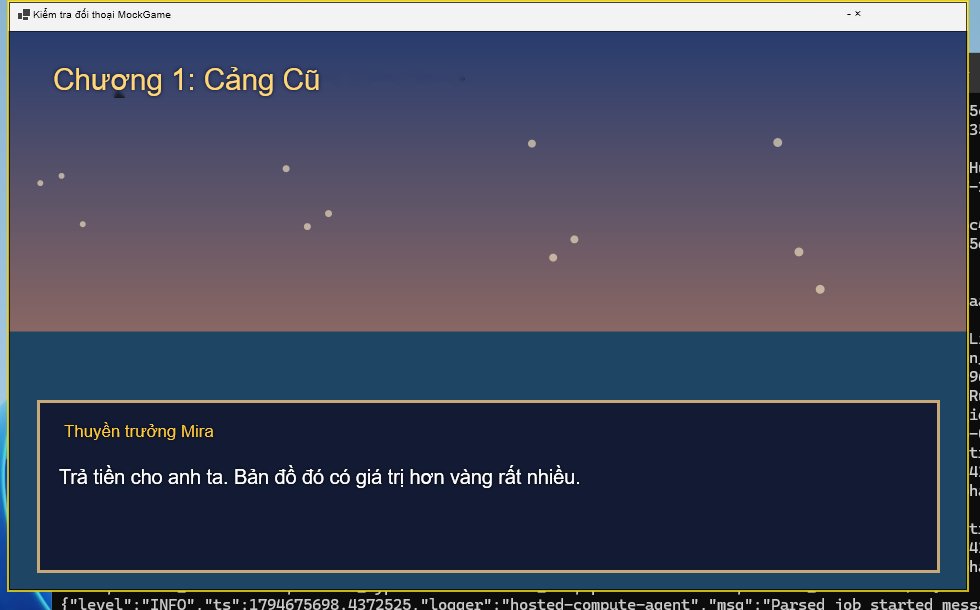 Kiểm tra đối thoại MockGame
Chương 1: Cảng Cũ
Thuyền trưởng Mira
Trả tiền cho anh ta. Bản đồ đó có giá trị hơn vàng rất nhiều.
{"level":"INFO","ts":1794675698.4372525,"logger":"hosted-compute-agent","msg":"Parsed job started me